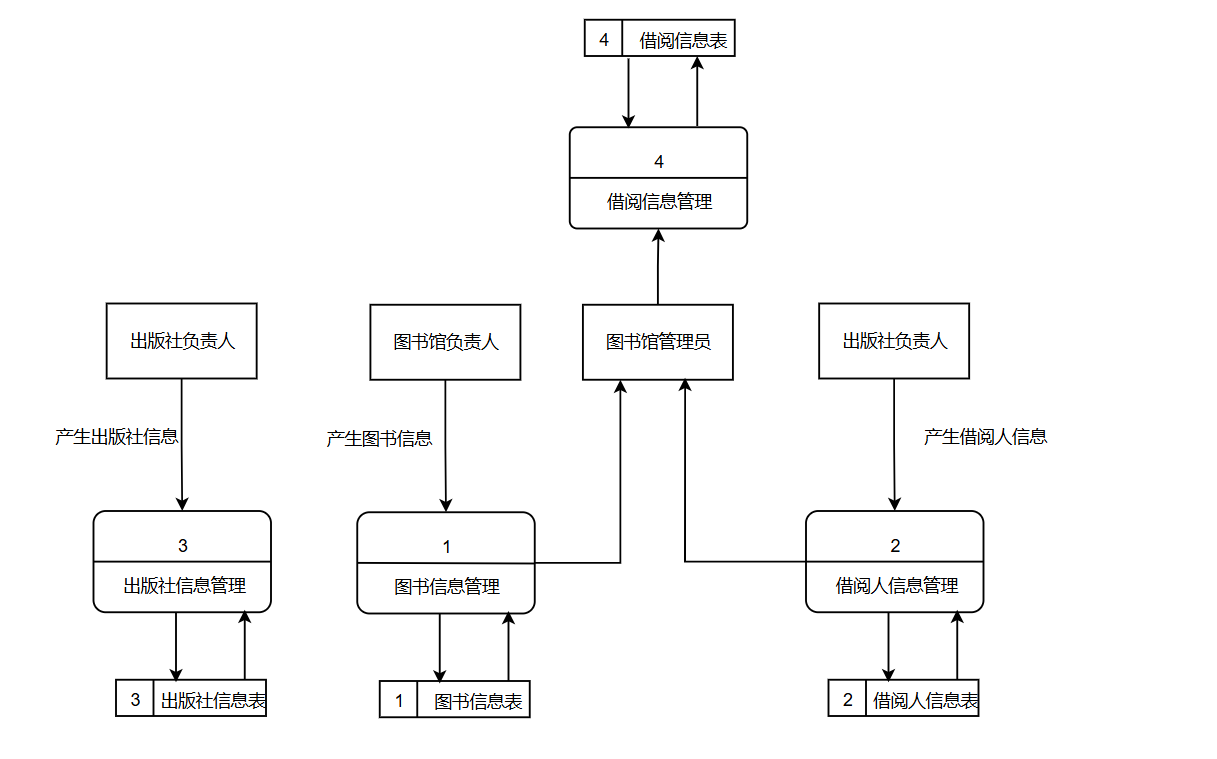 4 借阅信息表
4
借阅信息管理
出版社负责人
图书馆负责人
图书馆管理员
出版社负责人
产生出版社信息
产生图书信息
产生借阅人信息
3
出版社信息管理
1
图书信息管理
2
借阅人信息管理
3 出版社信息表
1 图书信息表
2 借阅人信息表